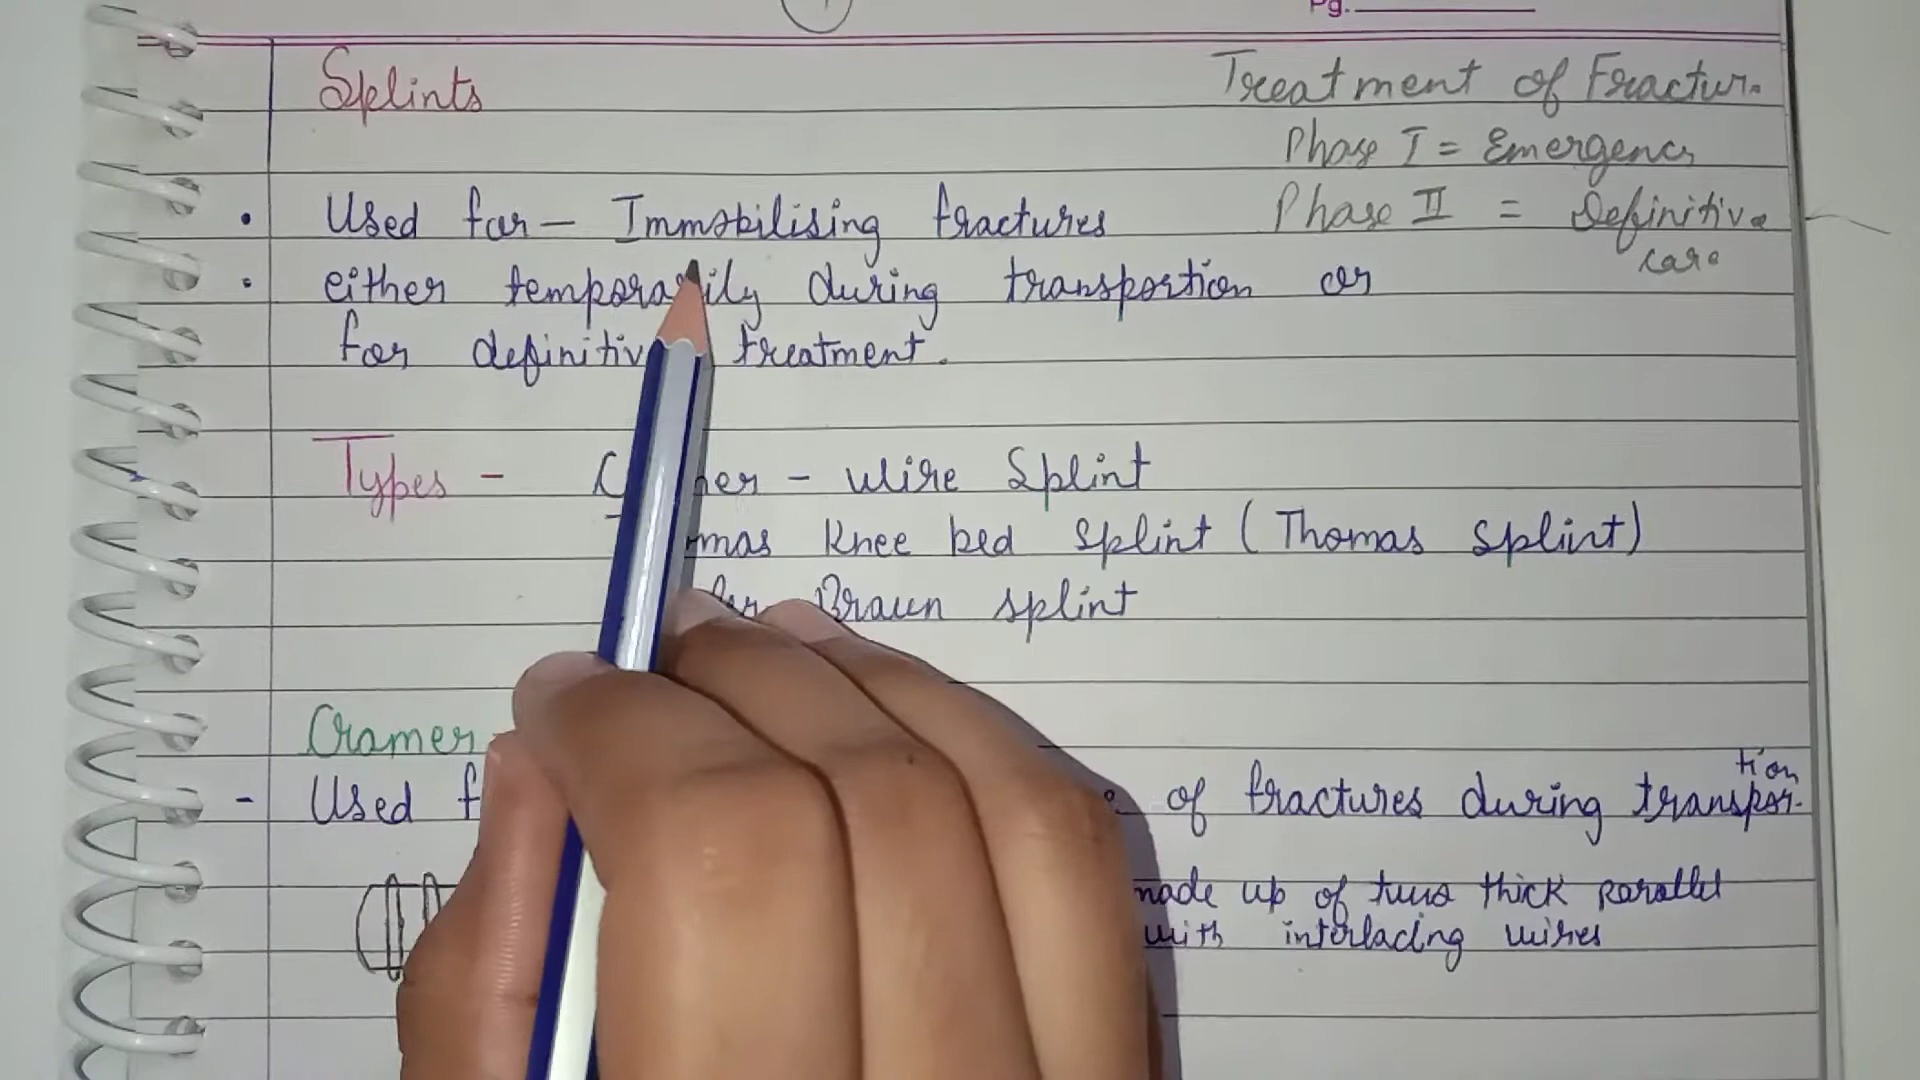 Pg.
Splints
Treatment of Fractur.
Phase I = Emergency
Used for - Immobilising fractures
Phase II = Definitive
care
either temporarily during transportion or
for definitiv treatment.
Types - wire Splint
Knee bed splint (Thomas splint)
Braun splint
Cramer
- Used of fractures during transpor-
tion
made up of two thick parallel
with interlacing wires